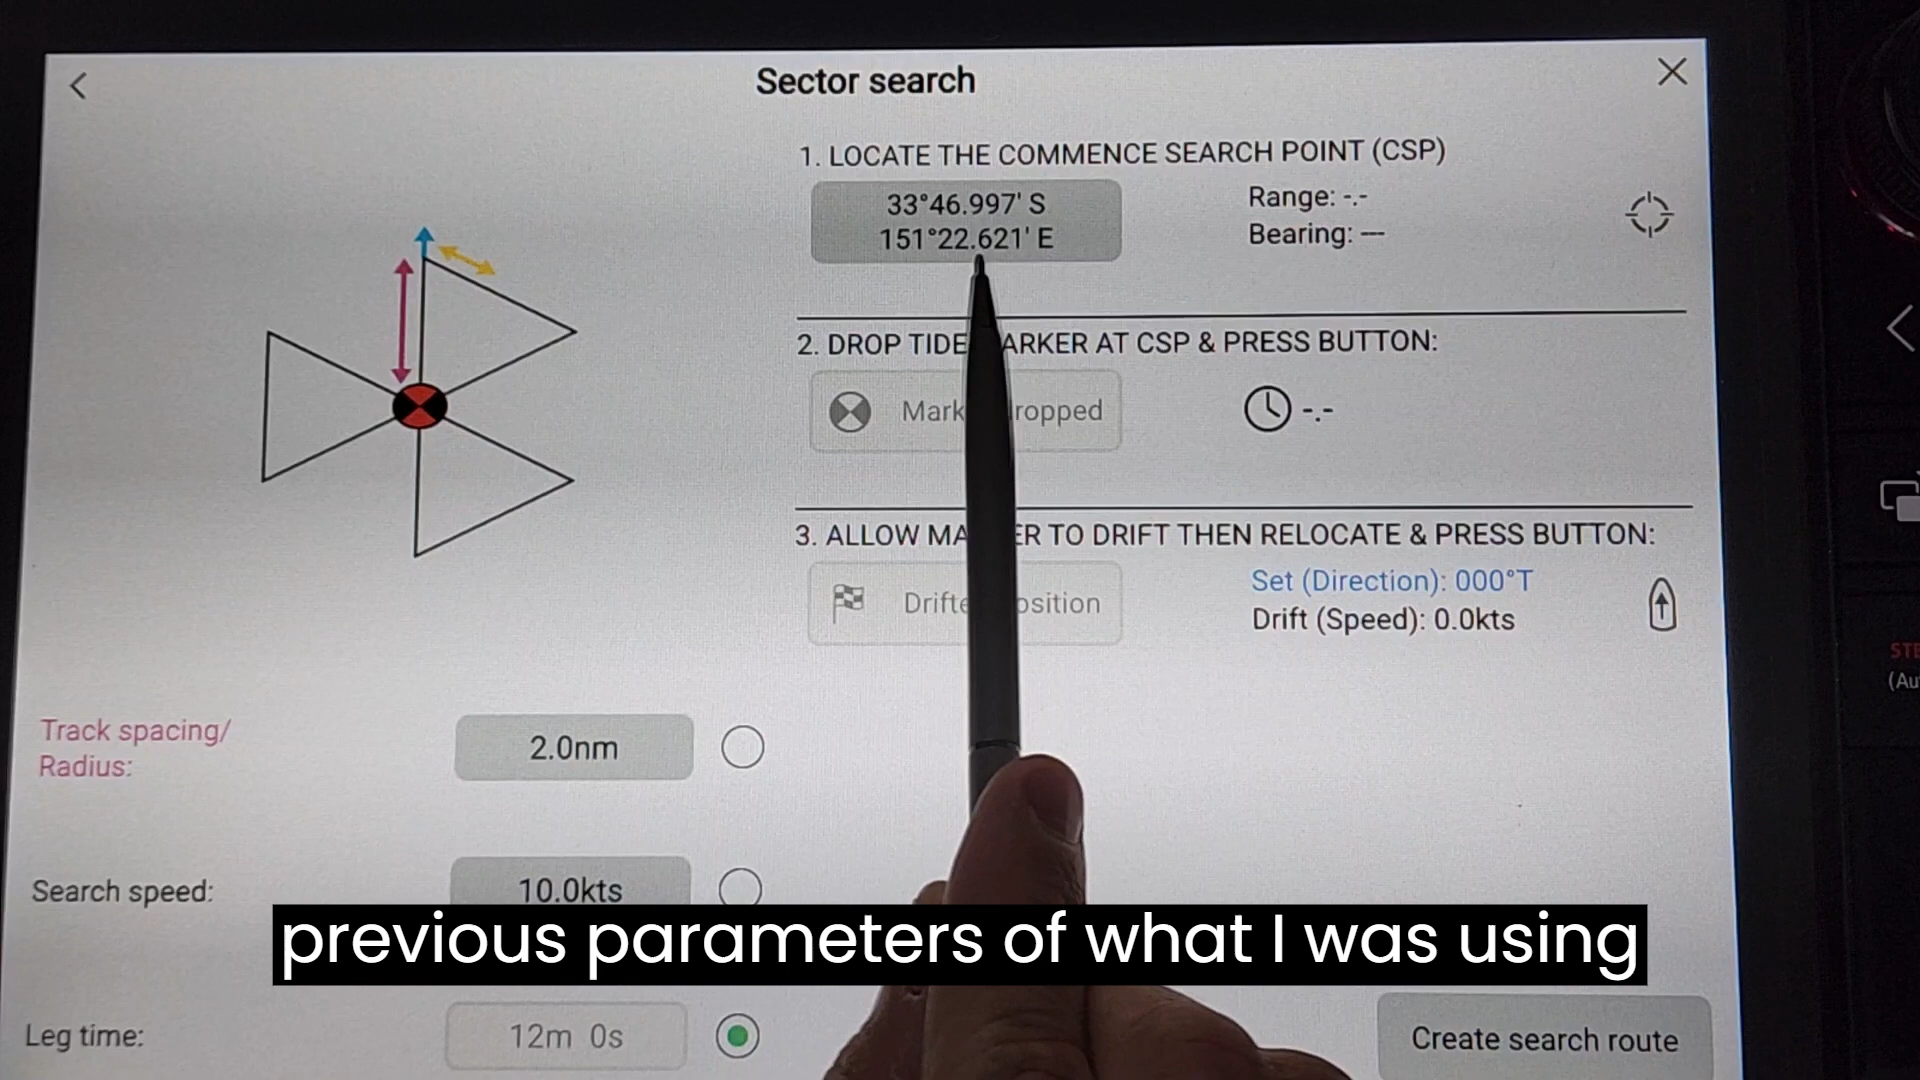 Sector search
1. LOCATE THE COMMENCE SEARCH POINT (CSP)
33°46.997' S
151°22.621' E
Range: -.-
Bearing: ---
2. DROP TIDE ARKER AT CSP & PRESS BUTTON:
Mark ropped
-.-
3. ALLOW MA ER TO DRIFT THEN RELOCATE & PRESS BUTTON:
Drifte osition
Set (Direction): 000°T
Drift (Speed): 0.0kts
Track spacing/
Radius:
2.0nm
Search speed:
10.0kts
previous parameters of what I was using
Leg time:
12m 0s
Create search route
(Au
STE